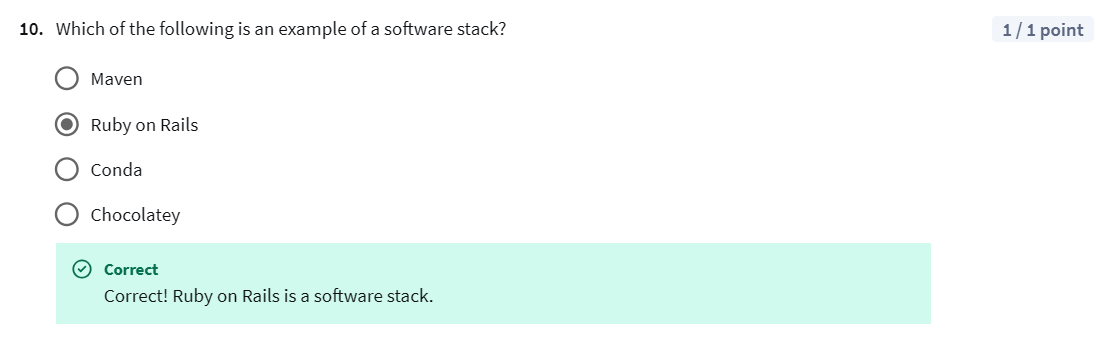 10. Which of the following is an example of a software stack?
1 / 1 point
Maven
Ruby on Rails
Conda
Chocolatey
Correct
Correct! Ruby on Rails is a software stack.